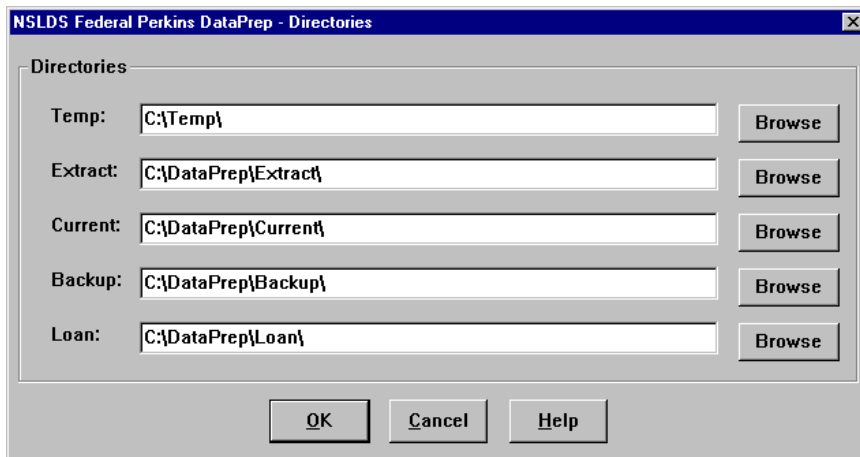 NSLDS Federal Perkins DataPrep - Directories
Directories
Temp: C:\Temp\ Browse
Extract: C:\DataPrep\Extract\ Browse
Current: C:\DataPrep\Current\ Browse
Backup: C:\DataPrep\Backup\ Browse
Loan: C:\DataPrep\Loan\ Browse
OK Cancel Help